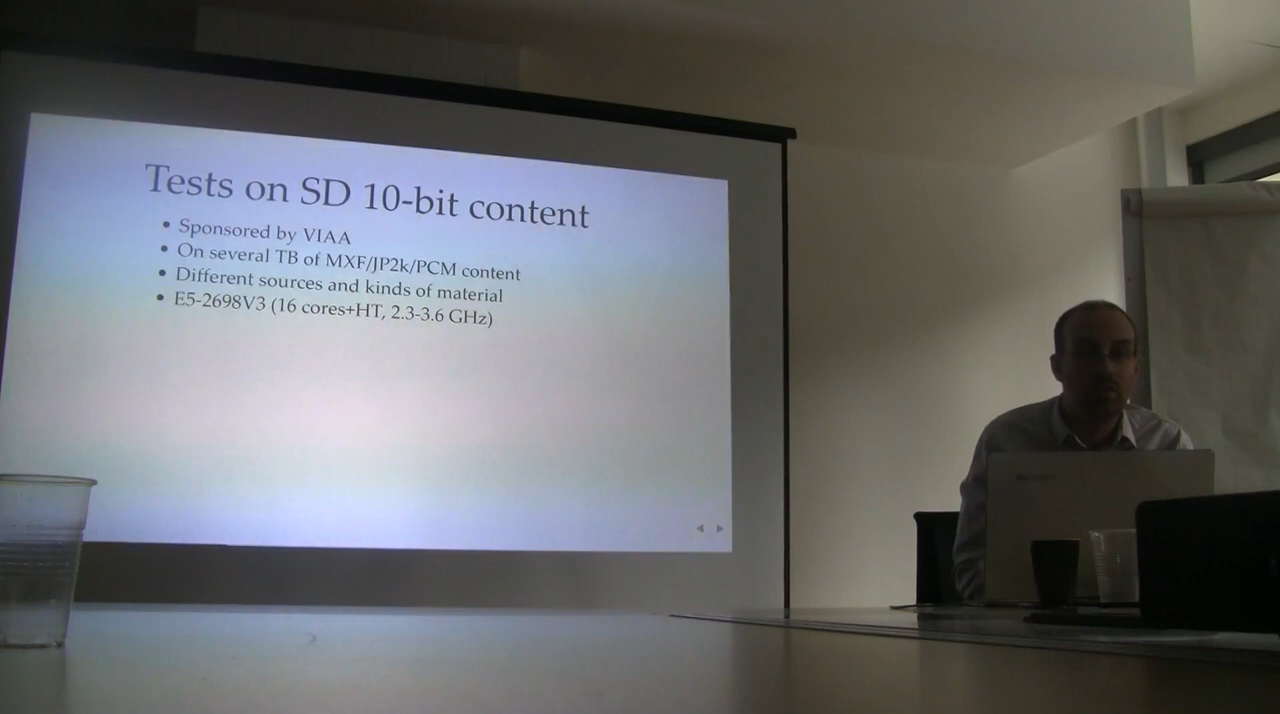 Tests on SD 10-bit content
• Sponsored by VIAA
• On several TB of MXF/JP2k/PCM content
• Different sources and kinds of material
• E5-2698V3 (16 cores+HT, 2.3-3.6 GHz)